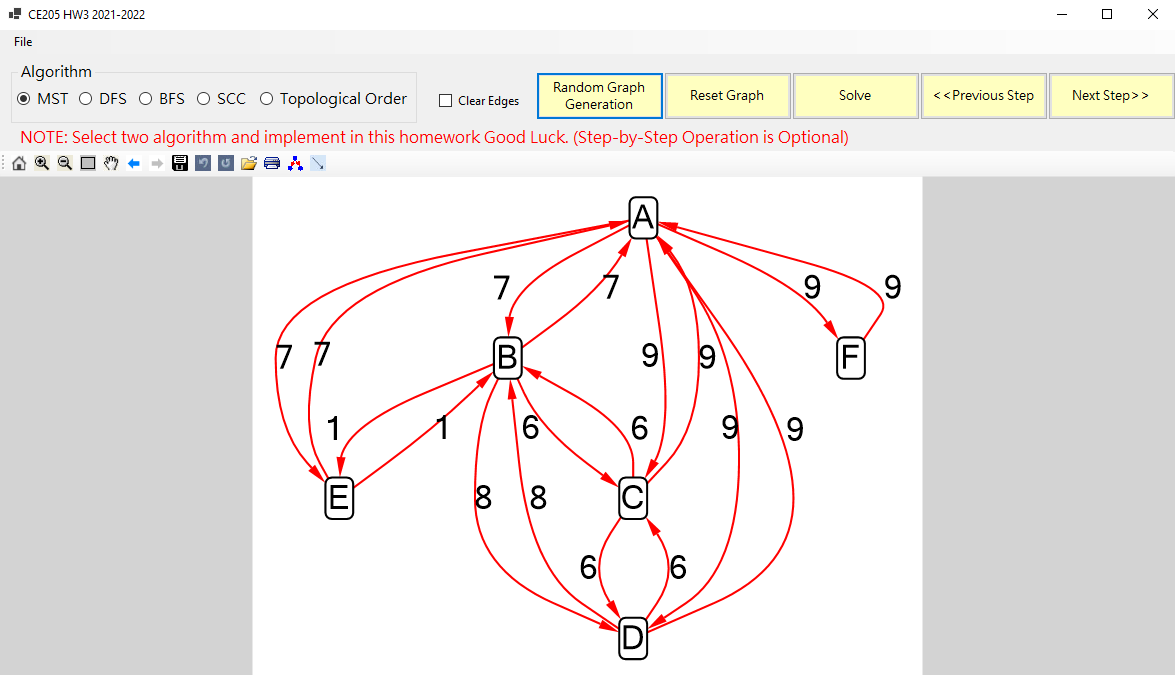 CE205 HW3 2021-2022
File
Algorithm
MST DFS BFS SCC Topological Order
Clear Edges
Random Graph
Generation
Reset Graph
Solve
<<Previous Step
Next Step>>
NOTE: Select two algorithm and implement in this homework Good Luck. (Step-by-Step Operation is Optional)
A
7 7 9 9
7 7 B 9 9 F
1 1 6 6 9 9
E 8 8 C
6 6
D